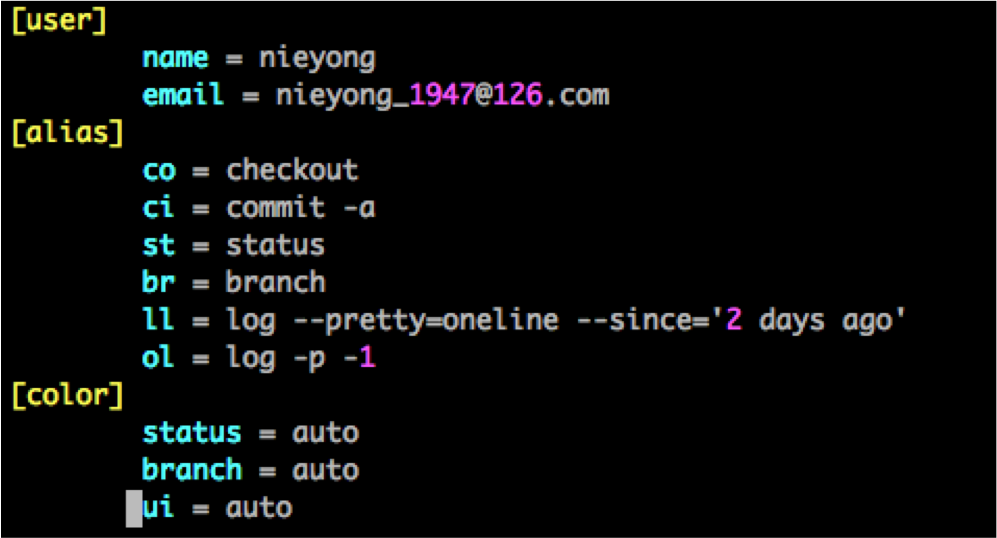 [user]
name = nieyong
email = nieyong_1947@126.com
[alias]
co = checkout
ci = commit -a
st = status
br = branch
ll = log --pretty=oneline --since='2 days ago'
ol = log -p -1
[color]
status = auto
branch = auto
ui = auto